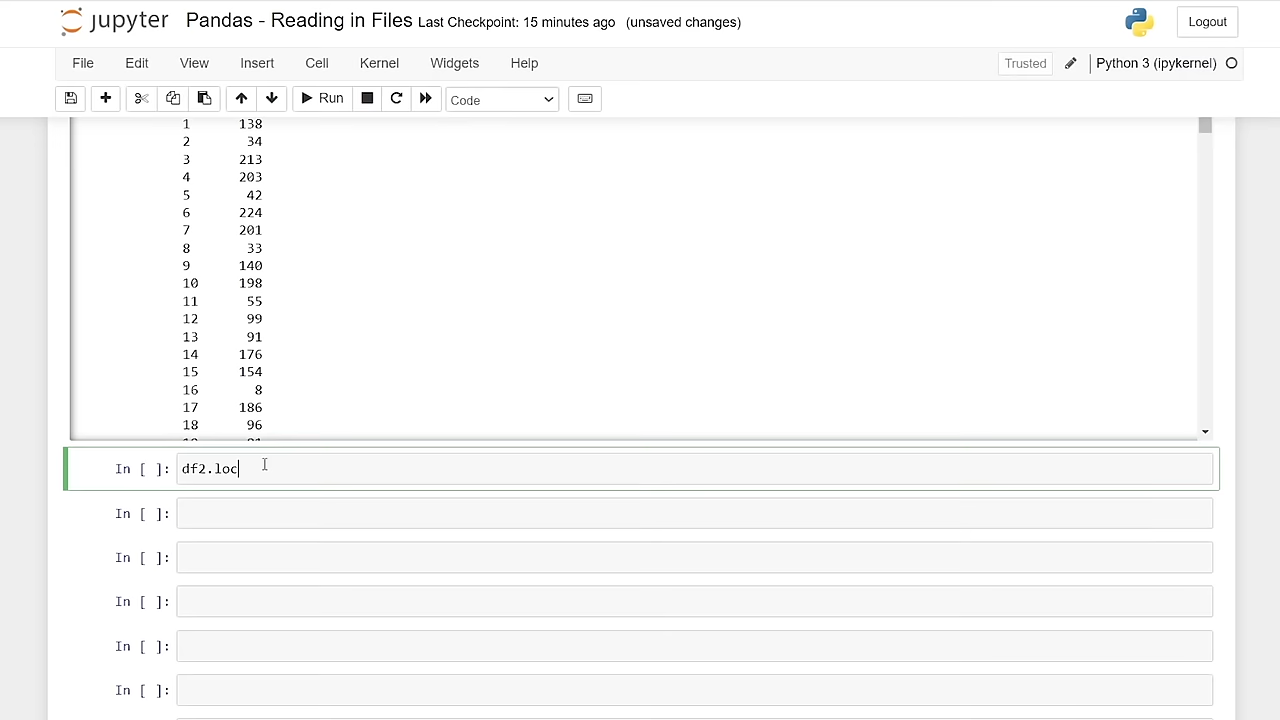 jupyter Pandas - Reading in Files Last Checkpoint: 15 minutes ago (unsaved changes) Logout
File Edit View Insert Cell Kernel Widgets Help Trusted Python 3 (ipykernel)
Run Code
1 138
2 34
3 213
4 203
5 42
6 224
7 201
8 33
9 140
10 198
11 55
12 99
13 91
14 176
15 154
16 8
17 186
18 96
In [ ]: df2.loc
In [ ]:
In [ ]:
In [ ]:
In [ ]:
In [ ]: